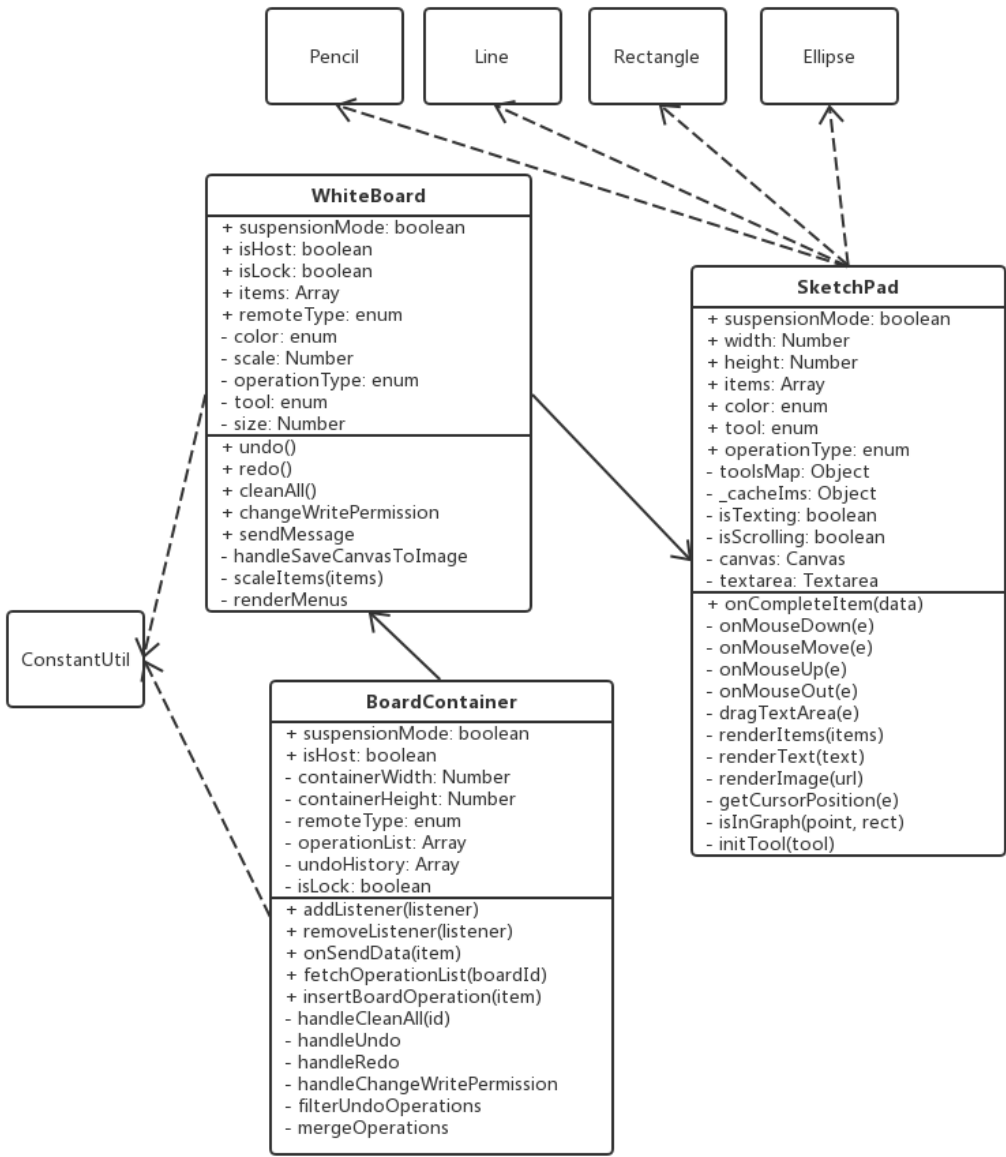 Pencil
Line
Rectangle
Ellipse
WhiteBoard
+ suspensionMode: boolean
+ isHost: boolean
+ isLock: boolean
+ items: Array
+ remoteType: enum
- color: enum
- scale: Number
- operationType: enum
- tool: enum
- size: Number
+ undo()
+ redo()
+ cleanAll()
+ changeWritePermission
+ sendMessage
- handleSaveCanvasToImage
- scaleItems(items)
- renderMenus
SketchPad
+ suspensionMode: boolean
+ width: Number
+ height: Number
+ items: Array
+ color: enum
+ tool: enum
+ operationType: enum
- toolsMap: Object
- _cacheIms: Object
- isTexting: boolean
- isScrolling: boolean
- canvas: Canvas
- textarea: Textarea
+ onCompleteItem(data)
- onMouseDown(e)
- onMouseMove(e)
- onMouseUp(e)
- onMouseOut(e)
- dragTextArea(e)
- renderItems(items)
- renderText(text)
- renderImage(url)
- getCursorPosition(e)
- isInGraph(point, rect)
- initTool(tool)
ConstantUtil
BoardContainer
+ suspensionMode: boolean
+ isHost: boolean
- containerWidth: Number
- containerHeight: Number
- remoteType: enum
- operationList: Array
- undoHistory: Array
- isLock: boolean
+ addListener(listener)
+ removeListener(listener)
+ onSendData(item)
+ fetchOperationList(boardId)
+ insertBoardOperation(item)
- handleCleanAll(id)
- handleUndo
- handleRedo
- handleChangeWritePermission
- filterUndoOperations
- mergeOperations